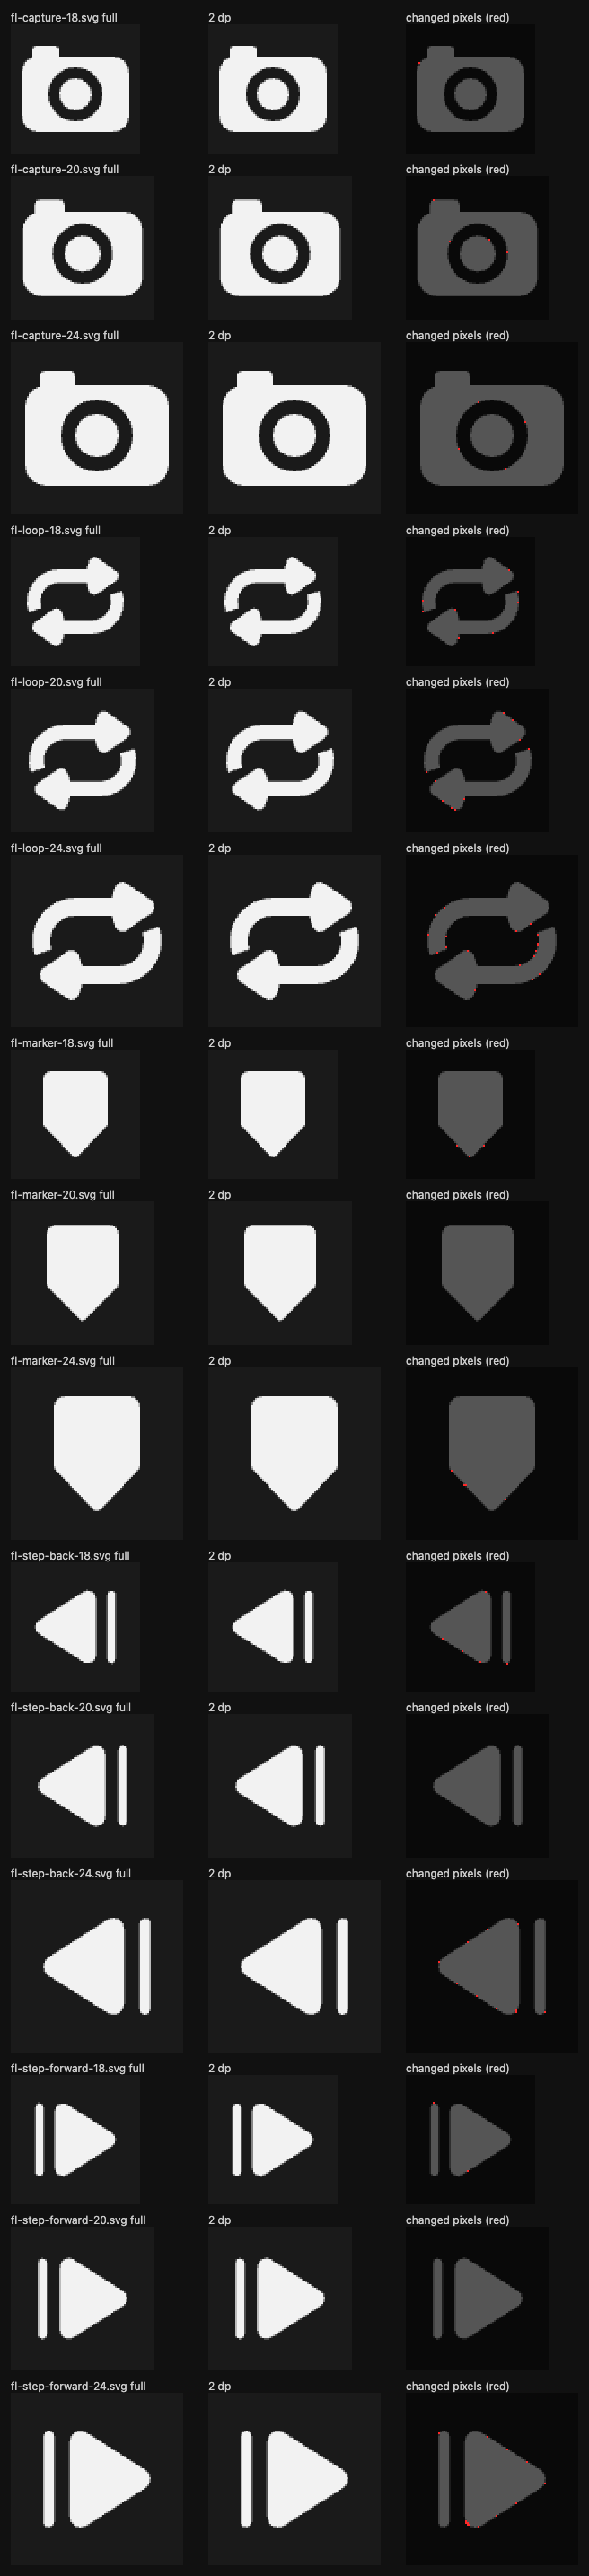 fl-capture-18.svg full 2 dp changed pixels (red)
fl-capture-20.svg full 2 dp changed pixels (red)
fl-capture-24.svg full 2 dp changed pixels (red)
fl-loop-18.svg full 2 dp changed pixels (red)
fl-loop-20.svg full 2 dp changed pixels (red)
fl-loop-24.svg full 2 dp changed pixels (red)
fl-marker-18.svg full 2 dp changed pixels (red)
fl-marker-20.svg full 2 dp changed pixels (red)
fl-marker-24.svg full 2 dp changed pixels (red)
fl-step-back-18.svg full 2 dp changed pixels (red)
fl-step-back-20.svg full 2 dp changed pixels (red)
fl-step-back-24.svg full 2 dp changed pixels (red)
fl-step-forward-18.svg full 2 dp changed pixels (red)
fl-step-forward-20.svg full 2 dp changed pixels (red)
fl-step-forward-24.svg full 2 dp changed pixels (red)